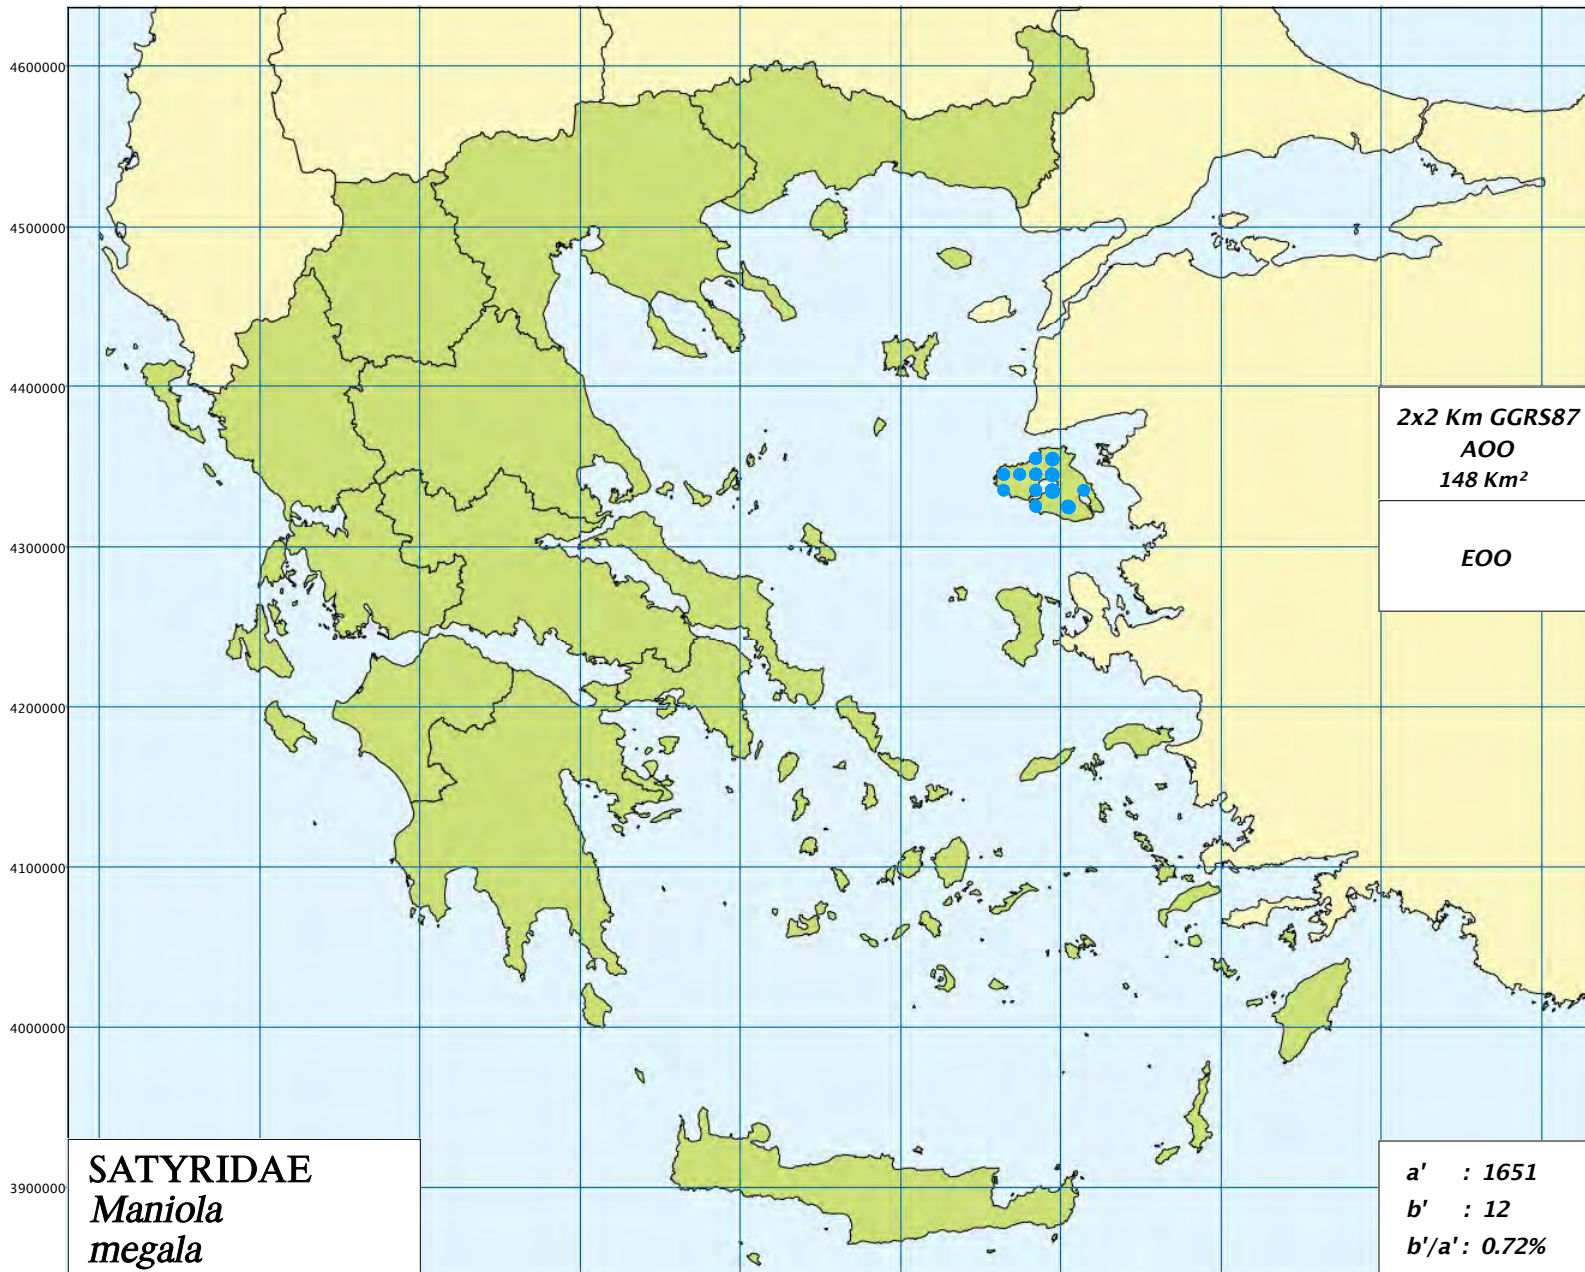 4600000
4500000
4400000
4300000
4200000
4100000
4000000
3900000
2x2 Km GGRS87
AOO
148 Km²
EOO
SATYRIDAE
Maniola
megala
a' : 1651
b' : 12
b'/a' : 0.72%